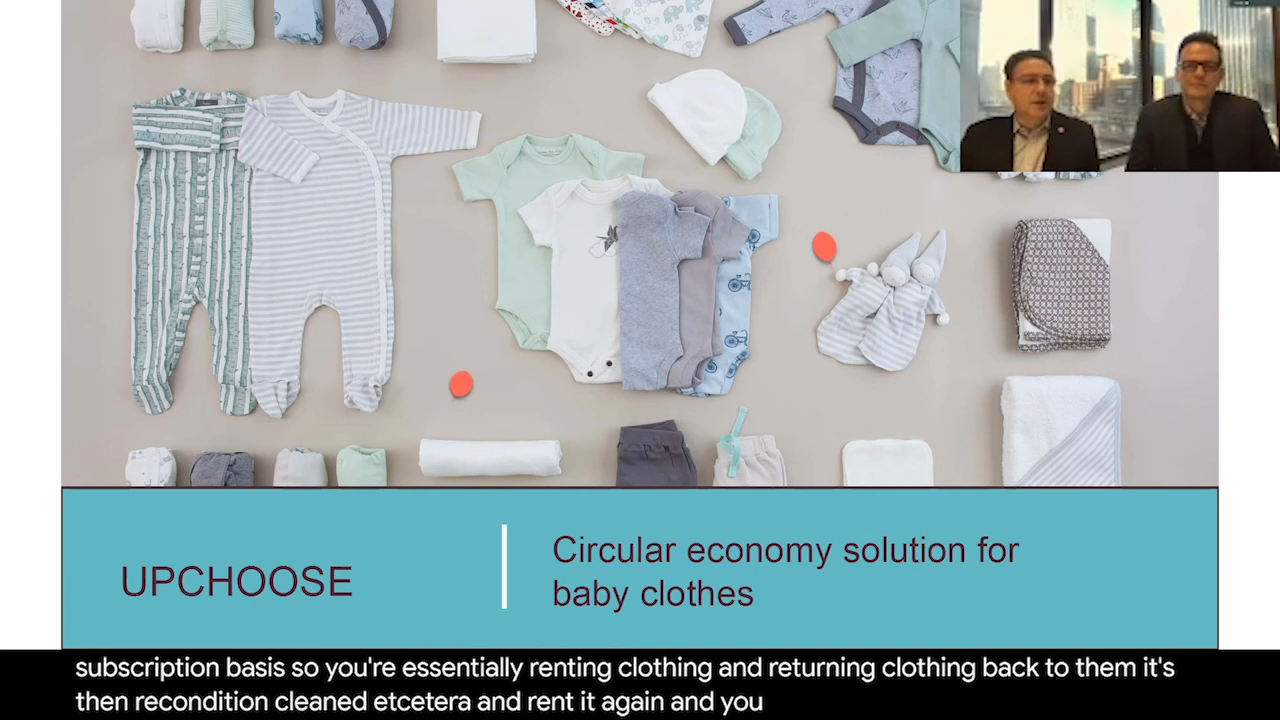 UPCHOOSE
Circular economy solution for
baby clothes
subscription basis so you're essentially renting clothing and returning clothing back to them it's
then recondition cleaned etcetera and rent it again and you